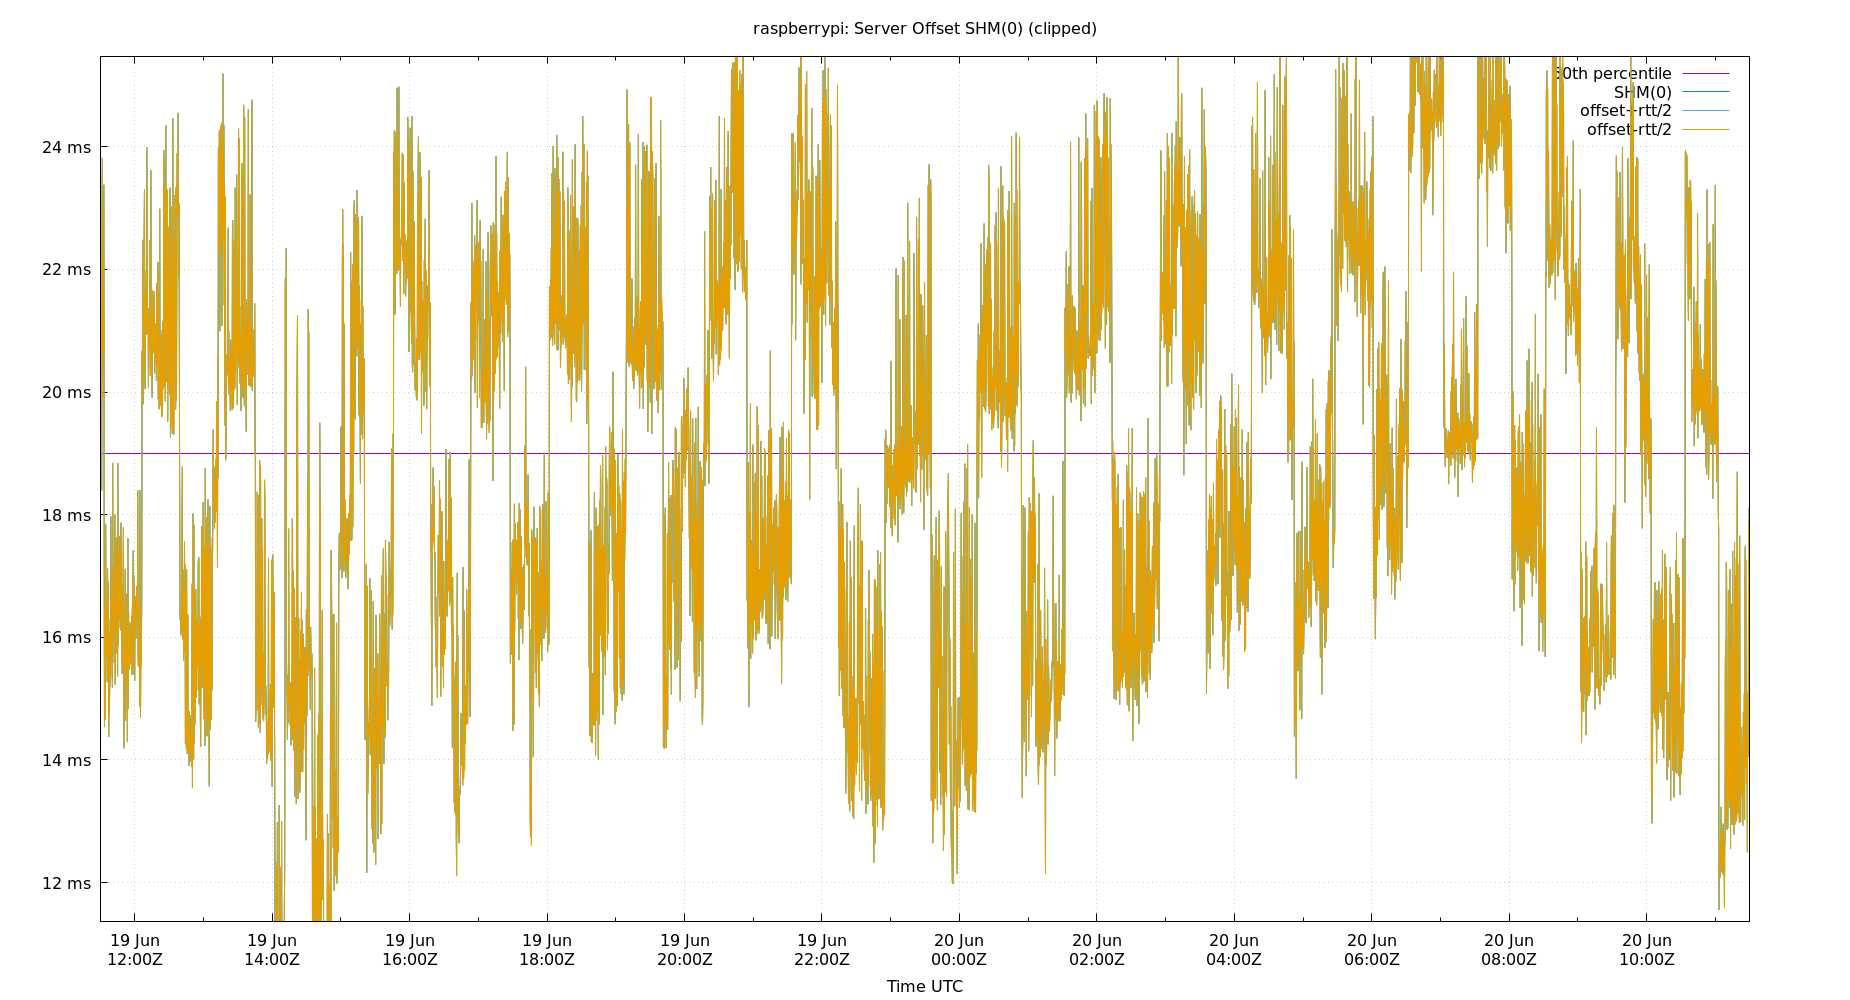 raspberrypi: Server Offset SHM(0) (clipped)
50th percentile
SHM(0)
offset+rtt/2
offset-rtt/2
24 ms
22 ms
20 ms
18 ms
16 ms
14 ms
12 ms
19 Jun 19 Jun 19 Jun 19 Jun 19 Jun 19 Jun 20 Jun 20 Jun 20 Jun 20 Jun 20 Jun 20 Jun
12:00Z 14:00Z 16:00Z 18:00Z 20:00Z 22:00Z 00:00Z 02:00Z 04:00Z 06:00Z 08:00Z 10:00Z
Time UTC